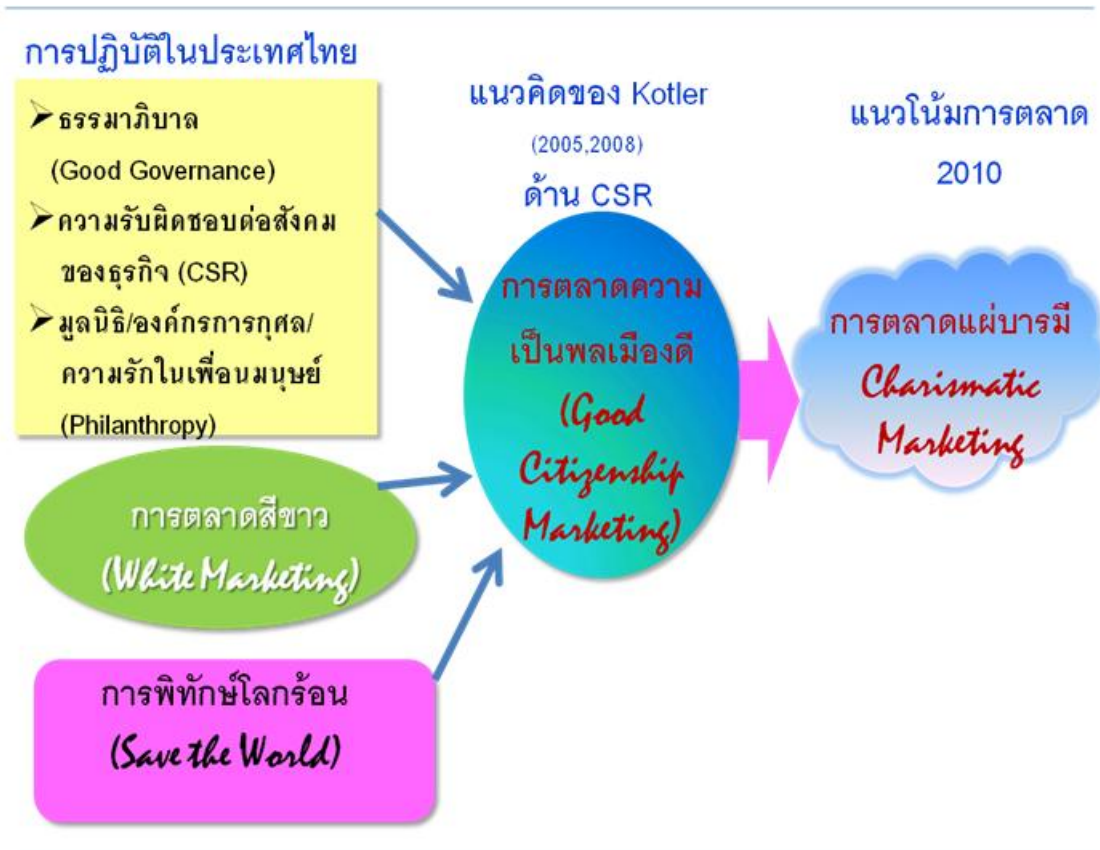 การปฏิบัติในประเทศไทย
➢ธรรมาภิบาล
(Good Governance)
➢ความรับผิดชอบต่อสังคม
ของธุรกิจ (CSR)
➢มูลนิธิ/องค์กรการกุศล/
ความรักในเพื่อนมนุษย์
(Philanthropy)
การตลาดสีขาว
(White Marketing)
การพิทักษ์โลกร้อน
(Save the World)
แนวคิดของ Kotler
(2005,2008)
ด้าน CSR
การตลาดความ
เป็นพลเมืองดี
(Good
Citizenship
Marketing)
แนวโน้มการตลาด
2010
การตลาดแผ่บารมี
Charismatic
Marketing